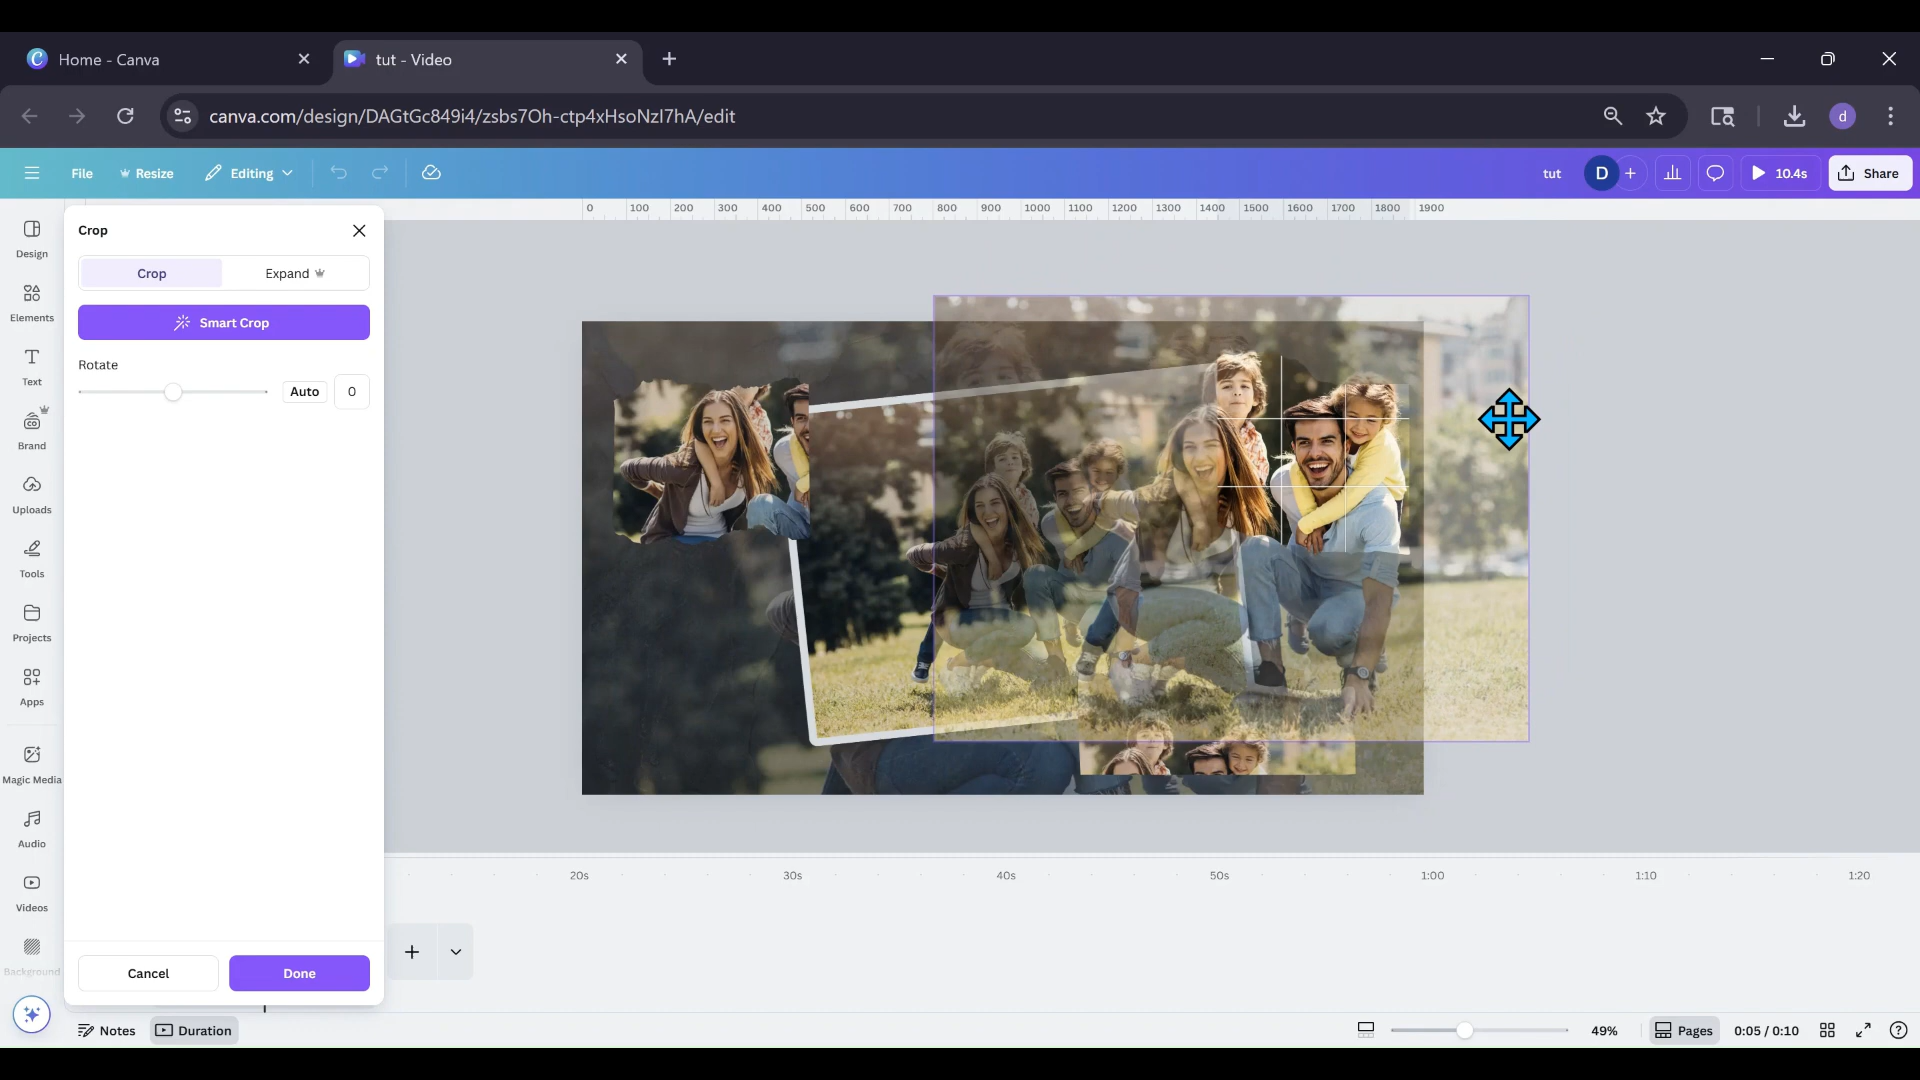 Home - Canva
tut - Video
canva.com/design/DAGtGc849i4/zsbs7Oh-ctp4xHsoNzI7hA/edit
d
File
Resize
Editing
tut
D
10.4s
Share
0 100 200 300 400 500 600 700 800 900 1000 1100 1200 1300 1400 1500 1600 1700 1800 1900
Design
Elements
Text
Brand
Uploads
Tools
Projects
Apps
Magic Media
Audio
Videos
Background
Crop
Crop
Expand
Smart Crop
Rotate
Auto
0
Cancel
Done
20s 30s 40s 50s 1:00 1:10 1:20
Notes
Duration
49%
Pages
0:05 / 0:10